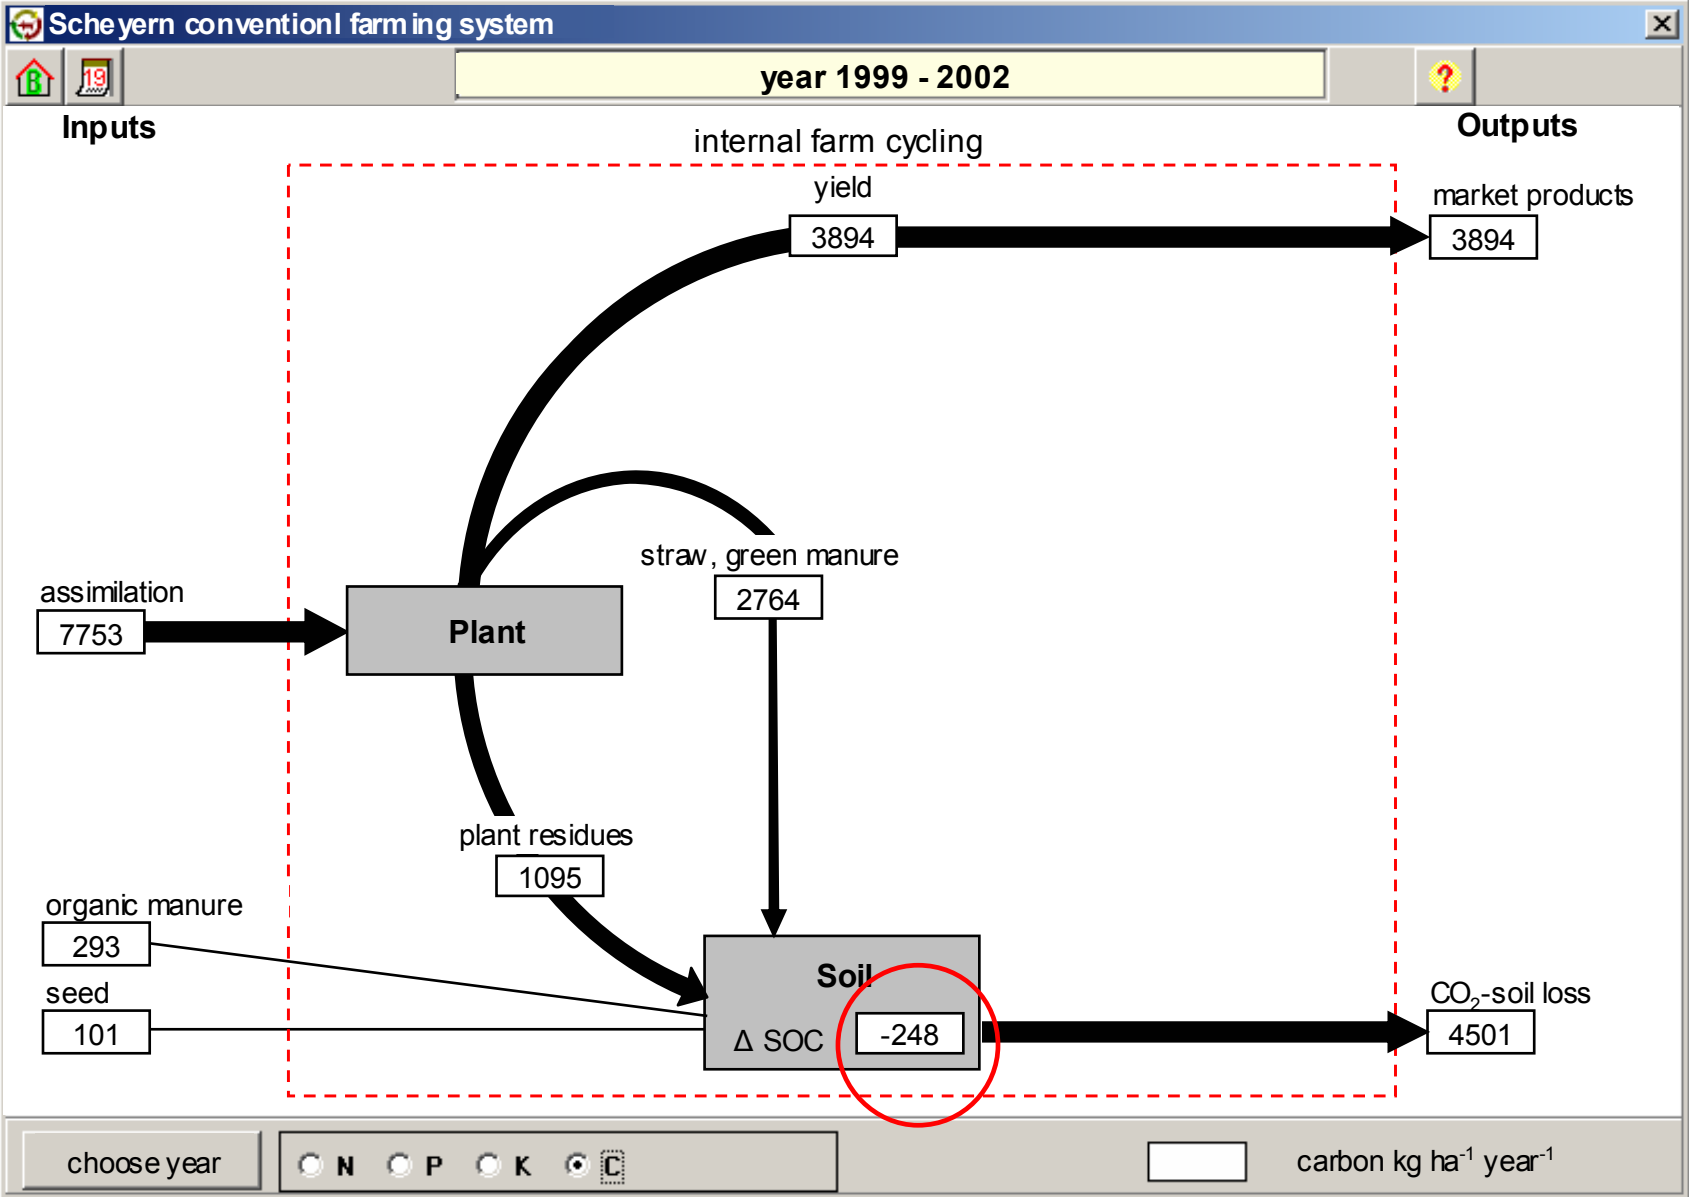 Scheyern conventionl farming system
B
19
year 1999 - 2002
?
Inputs
Outputs
internal farm cycling
yield
3894
market products
3894
straw, green manure
2764
assimilation
7753
Plant
plant residues
1095
organic manure
293
seed
101
Soil
Δ SOC -248
CO₂-soil loss
4501
choose year
N P K C
carbon kg ha⁻¹ year⁻¹